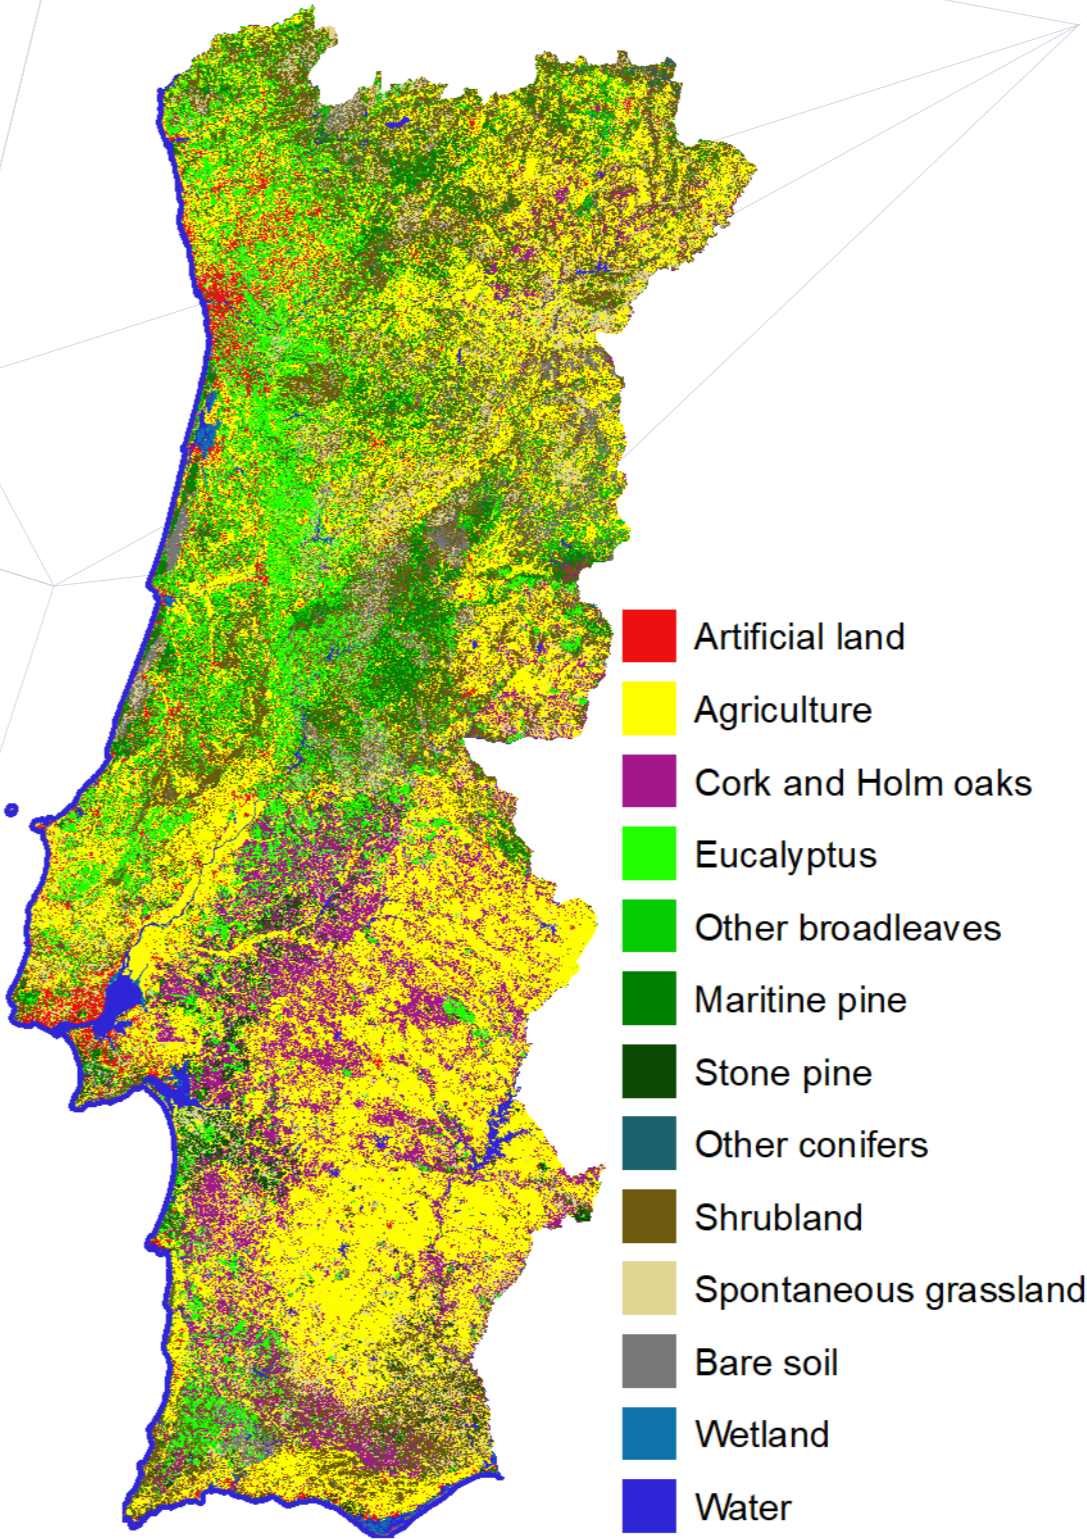 Artificial land
Agriculture
Cork and Holm oaks
Eucalyptus
Other broadleaves
Maritine pine
Stone pine
Other conifers
Shrubland
Spontaneous grassland
Bare soil
Wetland
Water